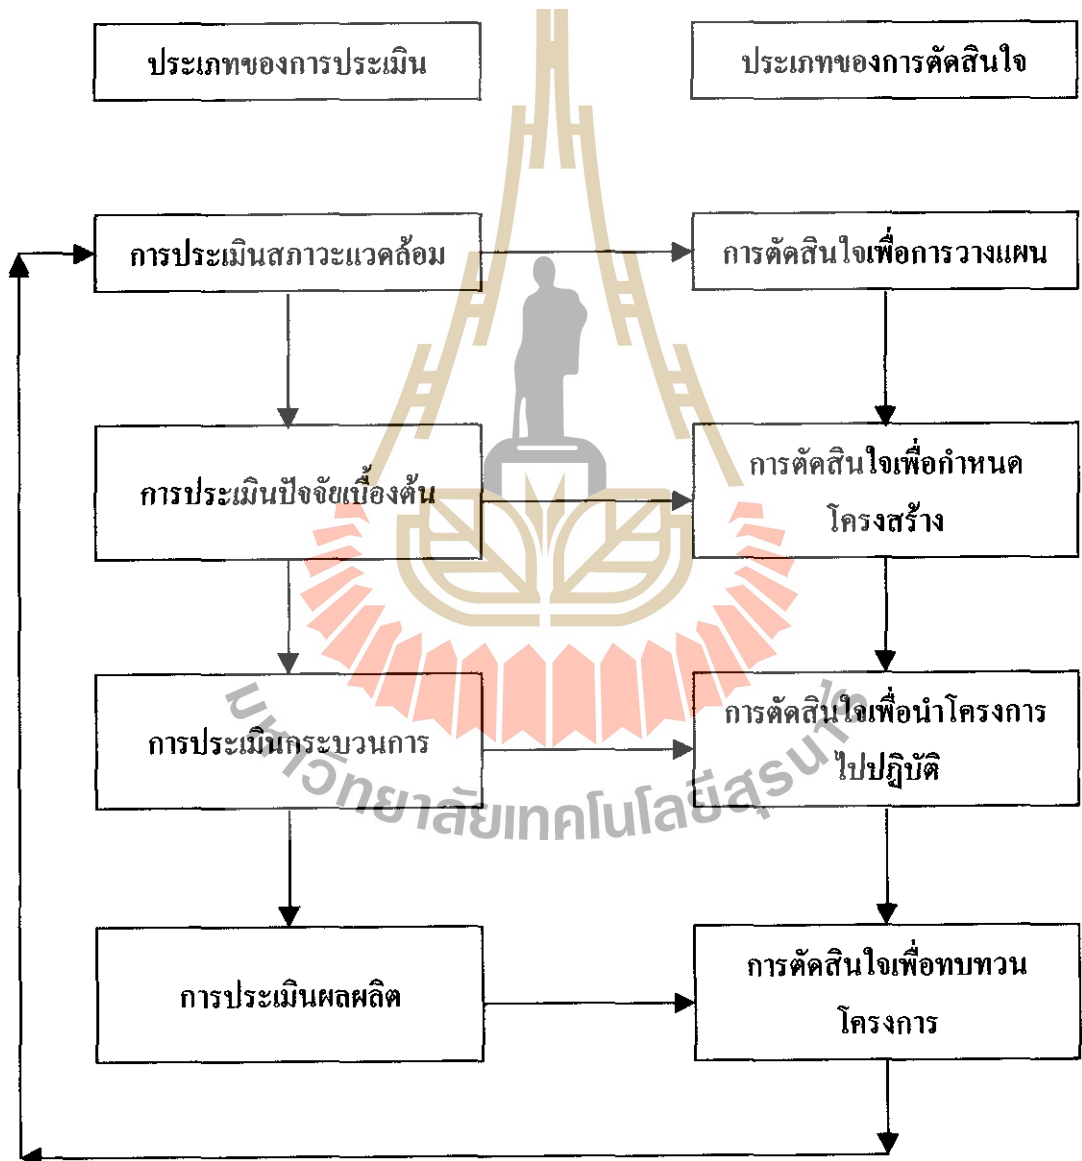 ประเภทของการประเมิน
ประเภทของการตัดสินใจ
การประเมินสภาวะแวดล้อม
การตัดสินใจเพื่อการวางแผน
การประเมินปัจจัยเบื้องต้น
การตัดสินใจเพื่อกำหนด
โครงสร้าง
การประเมินกระบวนการ
การตัดสินใจเพื่อนำโครงการ
ไปปฏิบัติ
มหาวิทยาลัยเทคโนโลยีสุรนารี
การประเมินผลผลิต
การตัดสินใจเพื่อทบทวน
โครงการ